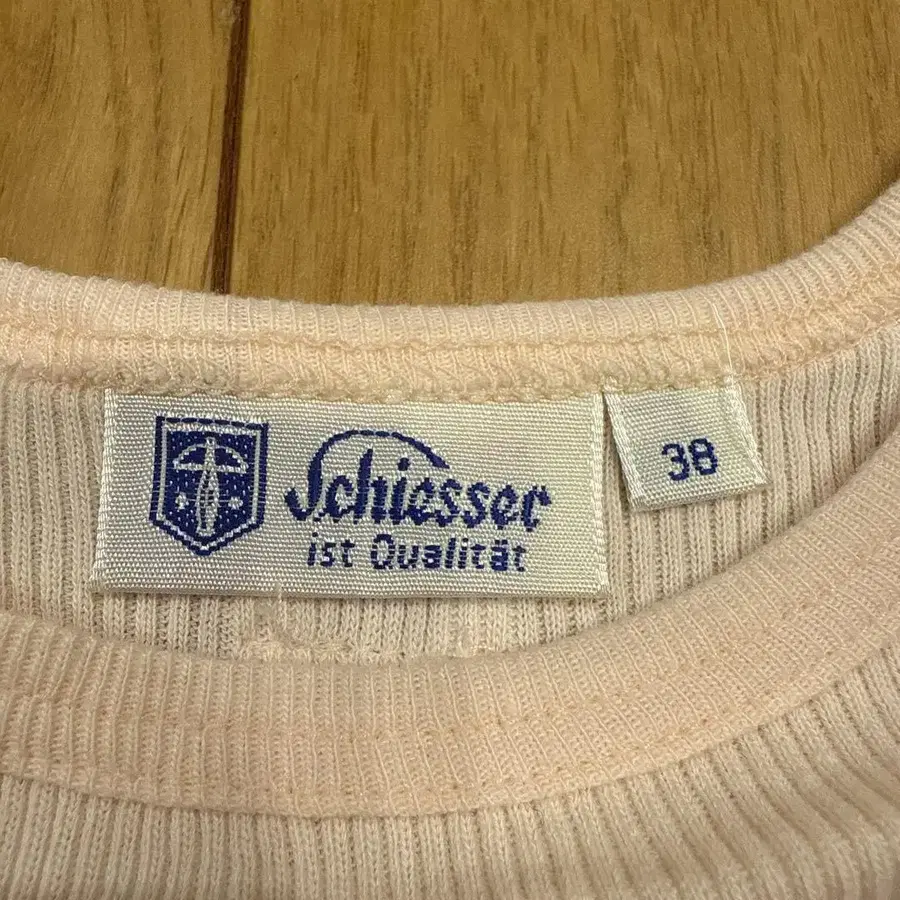 Schiesser
ist Qualität
38